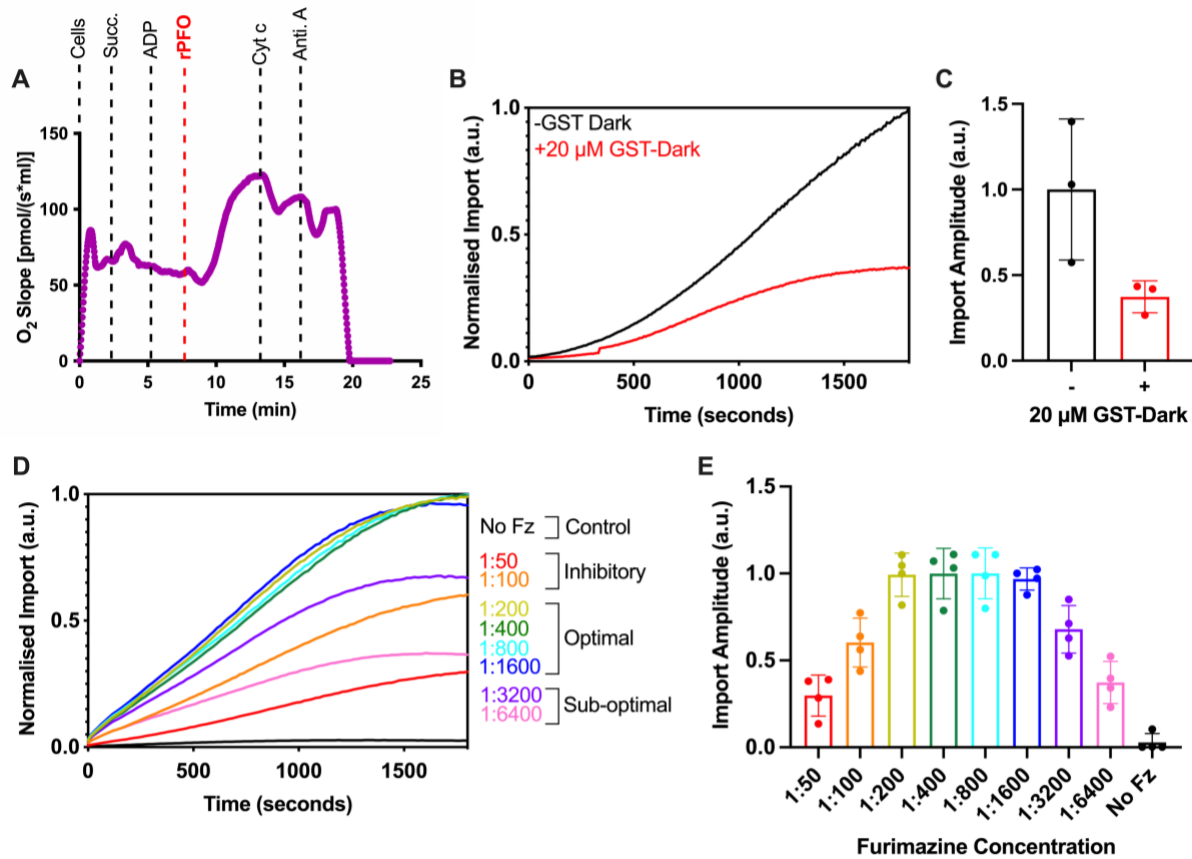 A
Cells
Succ.
ADP
rPFO
Cyt c
Anti. A
O2 Slope [pmol/(s*ml)]
150
100
50
0
0 5 10 15 20 25
Time (min)
B
Normalised Import (a.u.)
1.0
0.5
0.0
-GST Dark
+20 µM GST-Dark
0 500 1000 1500
Time (seconds)
C
Import Amplitude (a.u.)
1.5
1.0
0.5
0.0
- +
20 µM GST-Dark
D
Normalised Import (a.u.)
1.0
0.5
0.0
0 500 1000 1500
Time (seconds)
No Fz Control
1:50
1:100
Inhibitory
1:200
1:400
1:800
1:1600
Optimal
1:3200
1:6400
Sub-optimal
E
Import Amplitude (a.u.)
1.5
1.0
0.5
0.0
1:50 1:100 1:200 1:400 1:800 1:1600 1:3200 1:6400 No Fz
Furimazine Concentration